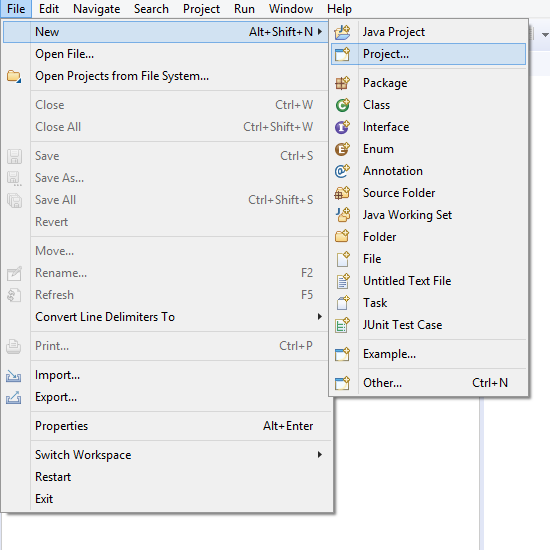 File Edit Navigate Search Project Run Window Help
New Alt+Shift+N
Open File...
Open Projects from File System...
Close Ctrl+W
Close All Ctrl+Shift+W
Save Ctrl+S
Save As...
Save All Ctrl+Shift+S
Revert
Move...
Rename... F2
Refresh F5
Convert Line Delimiters To
Print... Ctrl+P
Import...
Export...
Properties Alt+Enter
Switch Workspace
Restart
Exit
Java Project
Project...
Package
Class
Interface
Enum
Annotation
Source Folder
Java Working Set
Folder
File
Untitled Text File
Task
JUnit Test Case
Example...
Other... Ctrl+N